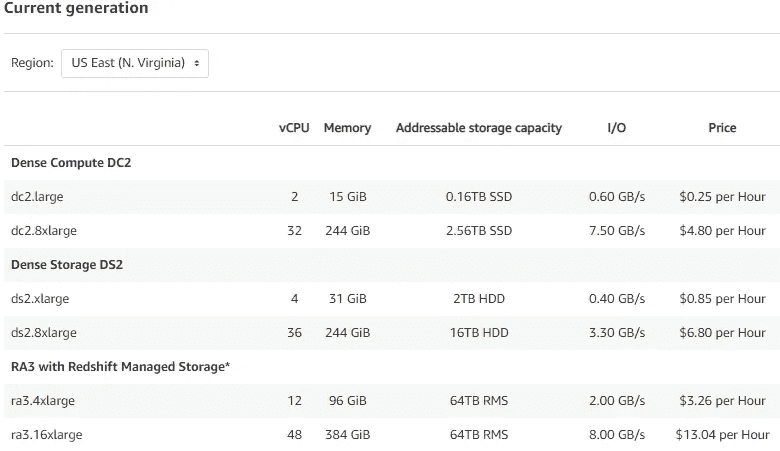 Current generation
Region: US East (N. Virginia)
vCPU Memory Addressable storage capacity I/O Price
Dense Compute DC2
dc2.large 2 15 GiB 0.16TB SSD 0.60 GB/s $0.25 per Hour
dc2.8xlarge 32 244 GiB 2.56TB SSD 7.50 GB/s $4.80 per Hour
Dense Storage DS2
ds2.xlarge 4 31 GiB 2TB HDD 0.40 GB/s $0.85 per Hour
ds2.8xlarge 36 244 GiB 16TB HDD 3.30 GB/s $6.80 per Hour
RA3 with Redshift Managed Storage*
ra3.4xlarge 12 96 GiB 64TB RMS 2.00 GB/s $3.26 per Hour
ra3.16xlarge 48 384 GiB 64TB RMS 8.00 GB/s $13.04 per Hour